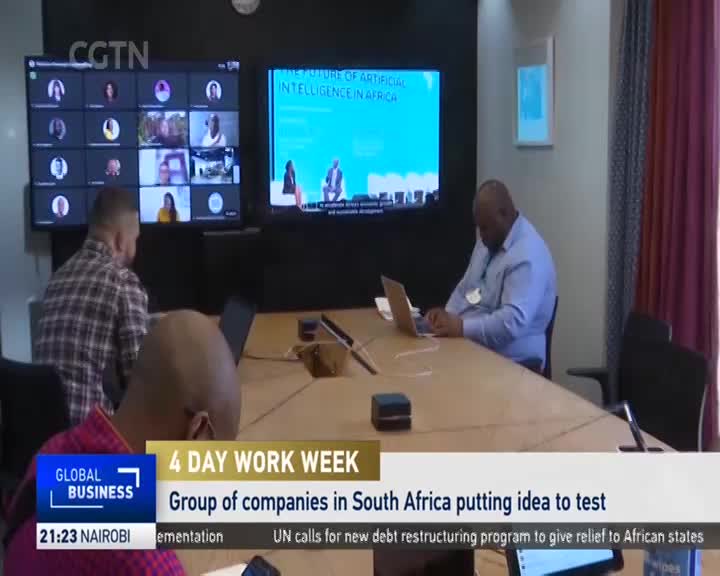 CGTN
THE FUTURE OF ARTIFICIAL
INTELLIGENCE IN AFRICA
4 DAY WORK WEEK
GLOBAL
BUSINESS
Group of companies in South Africa putting idea to test
21:23 NAIROBI
ementation UN calls for new debt restructuring program to give relief to African states